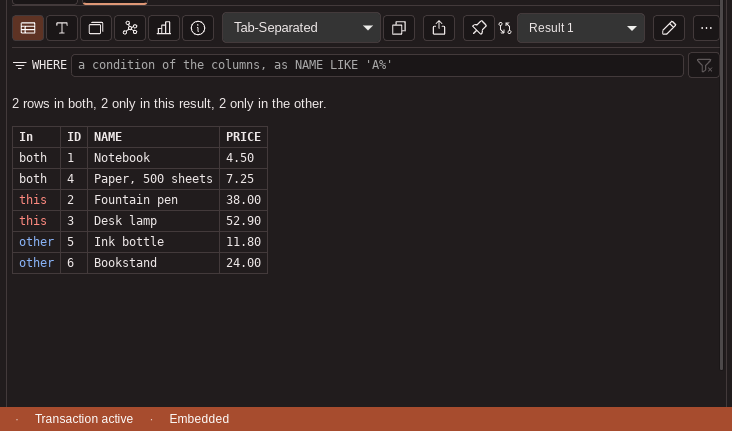 Tab-Separated Result 1
WHERE a condition of the columns, as NAME LIKE 'A%'
2 rows in both, 2 only in this result, 2 only in the other.
In ID NAME PRICE
both 1 Notebook 4.50
both 4 Paper, 500 sheets 7.25
this 2 Fountain pen 38.00
this 3 Desk lamp 52.90
other 5 Ink bottle 11.80
other 6 Bookstand 24.00
· Transaction active · Embedded